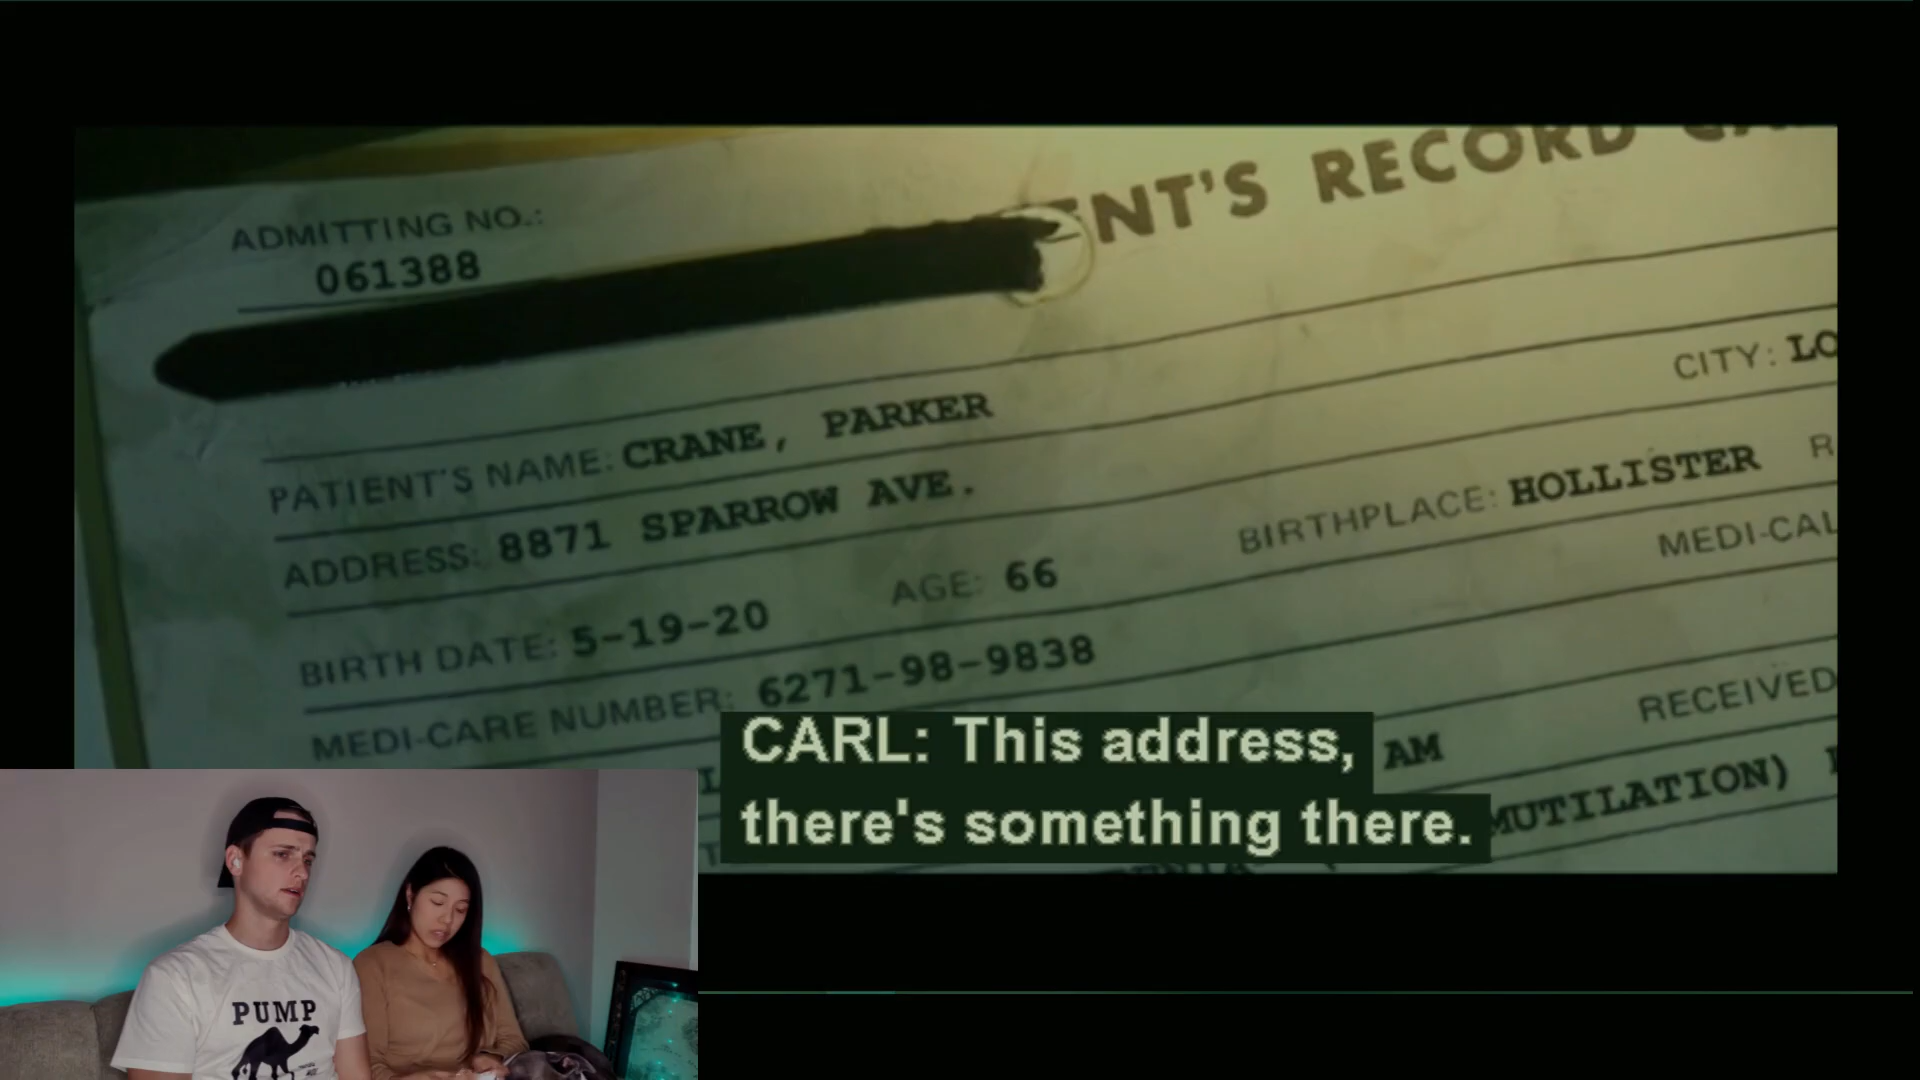 ENT'S RECORD
ADMITTING NO.:
061388
CITY: LO
PATIENT'S NAME: CRANE, PARKER
ADDRESS: 8871 SPARROW AVE.
BIRTHPLACE: HOLLISTER R
BIRTH DATE: 5-19-20 AGE: 66
MEDI-CAL
MEDI-CARE NUMBER: 6271-98-9838
RECEIVED
AM
MUTILATION)
CARL: This address,
there's something there.
PUMP